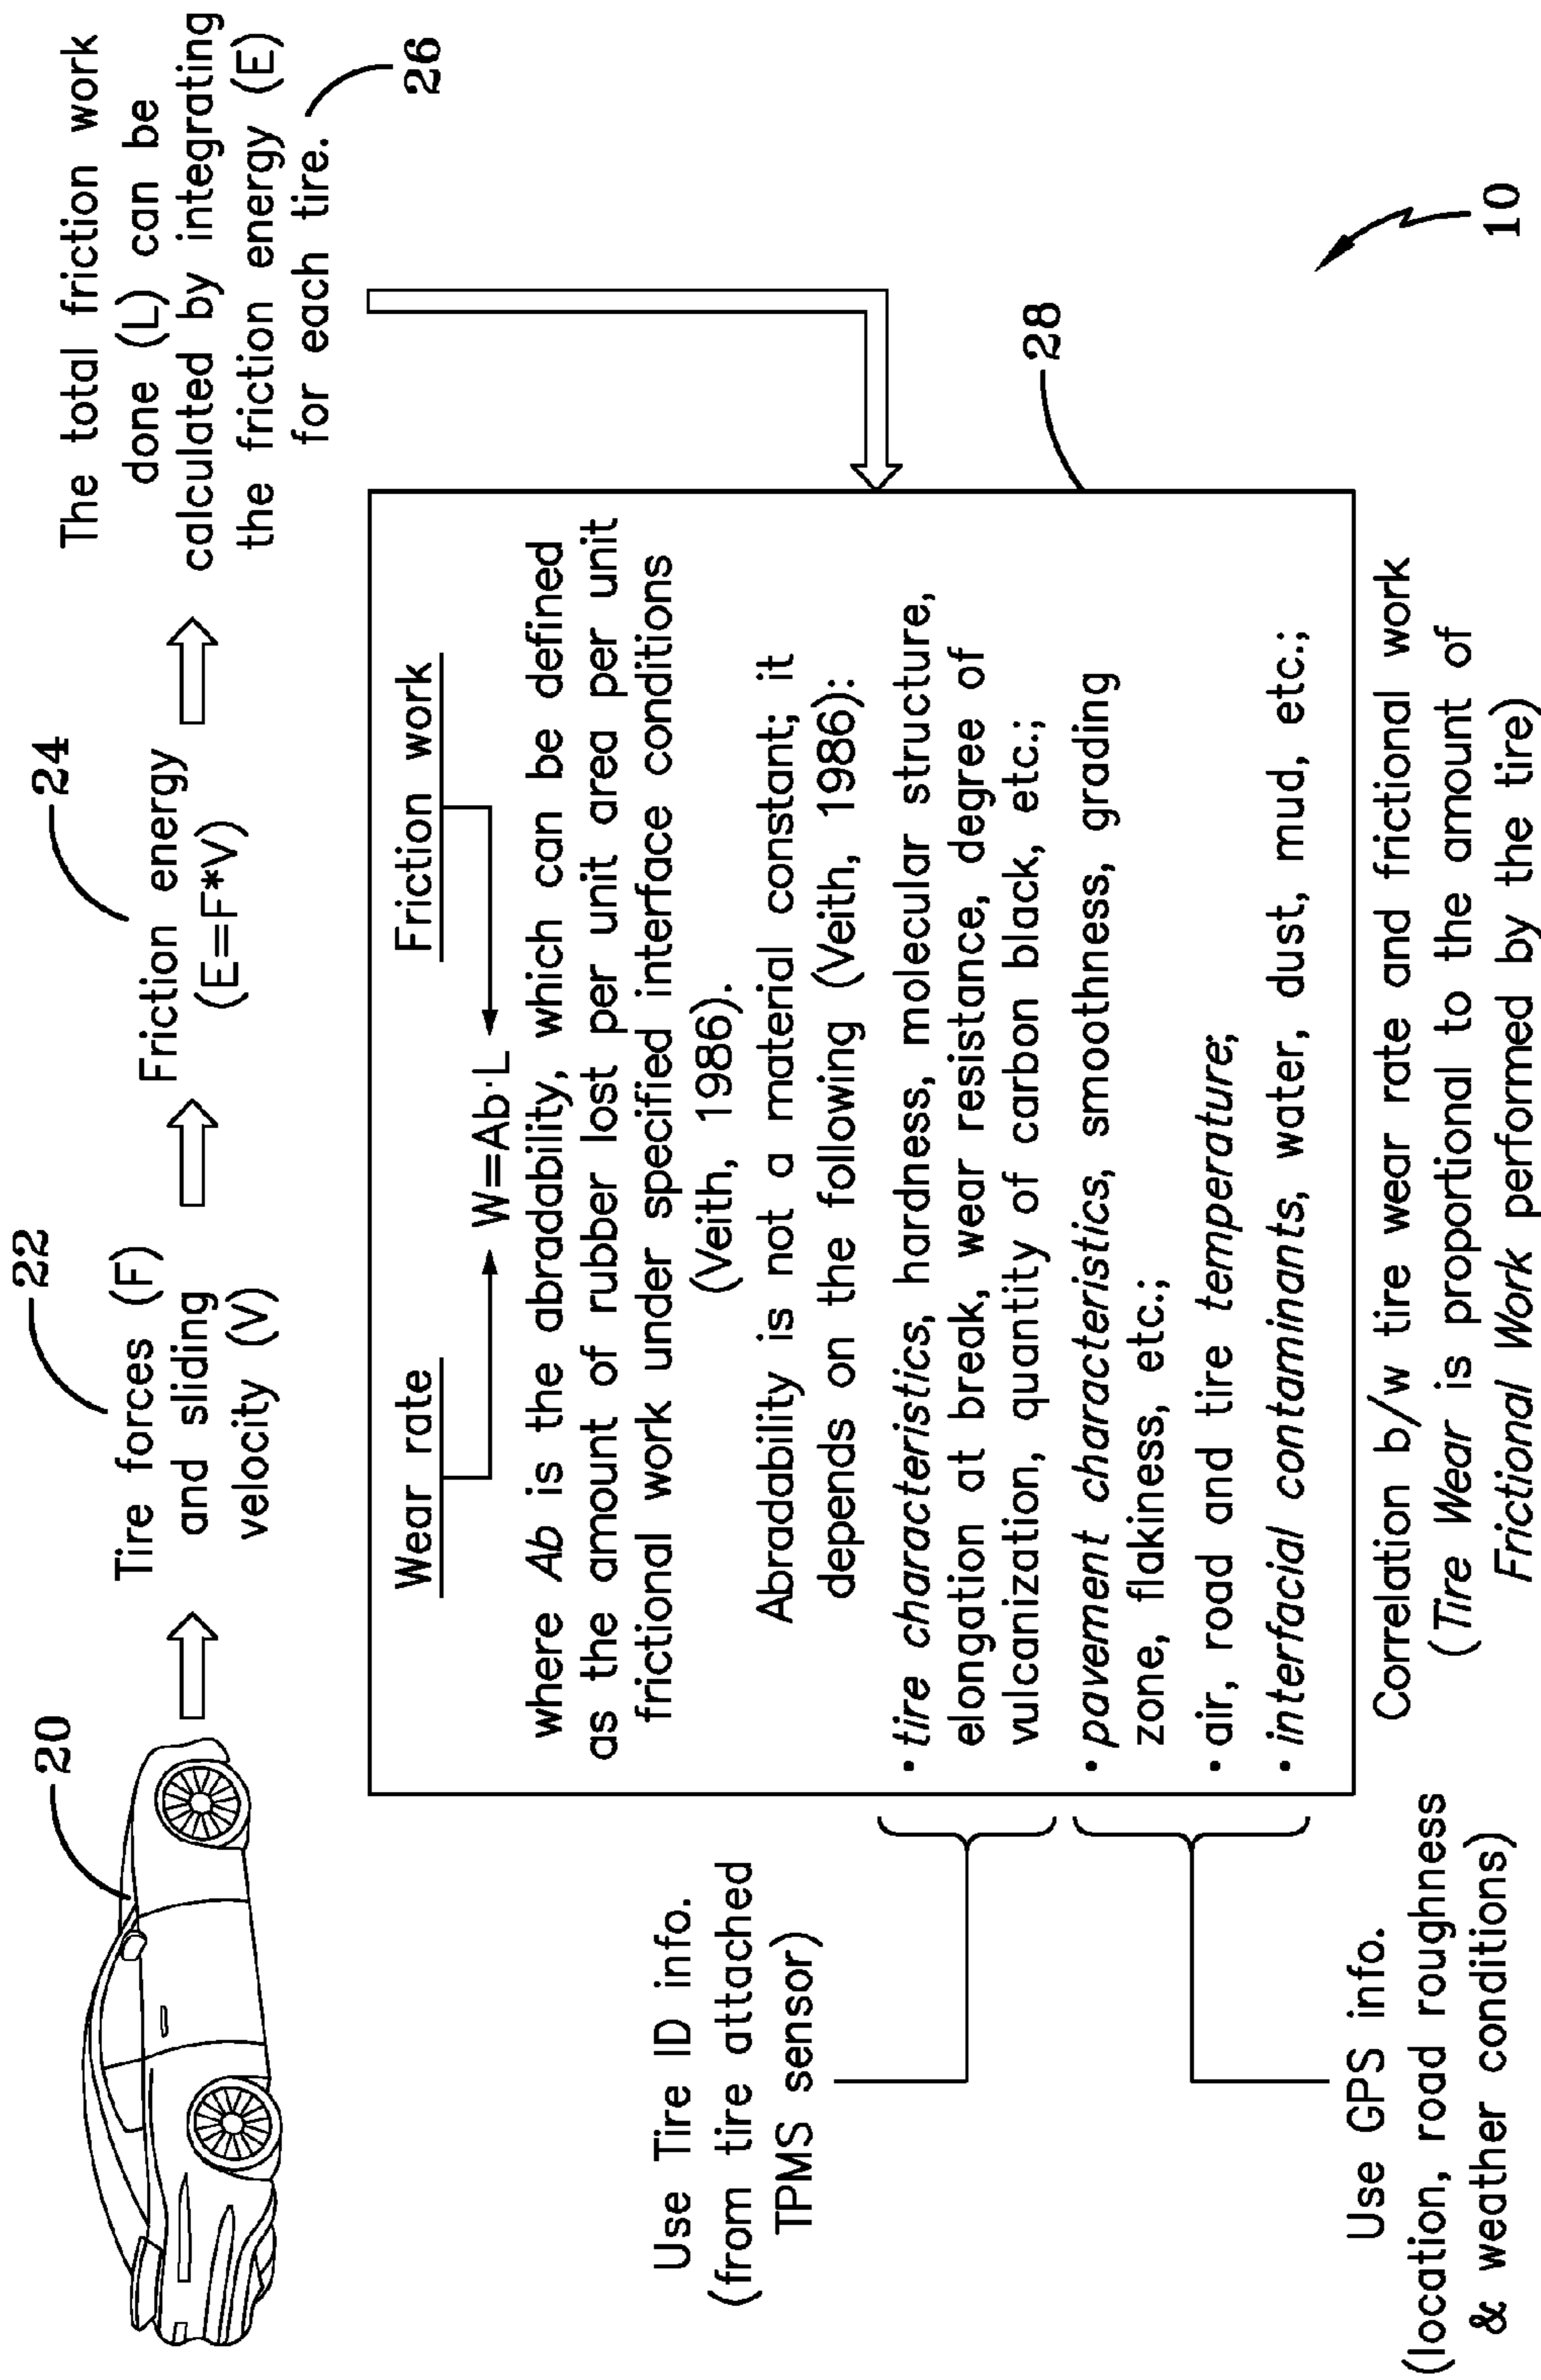 20
22
Tire forces (F)
and sliding
velocity (V)
24
Friction energy
(E=F*V)
The total friction work
done (L) can be
calculated by integrating
the friction energy (E)
for each tire.
26
Wear rate
Friction work
W=Ab·L
where Ab is the abradability, which can be defined
as the amount of rubber lost per unit area per unit
frictional work under specified interface conditions
(Veith, 1986).
Abradability is not a material constant; it
depends on the following (Veith, 1986):
• tire characteristics, hardness, molecular structure,
elongation at break, wear resistance, degree of
vulcanization, quantity of carbon black, etc.;
• pavement characteristics, smoothness, grading
zone, flakiness, etc.;
• air, road and tire temperature;
• interfacial contaminants, water, dust, mud, etc.;
28
Use Tire ID info.
(from tire attached
TPMS sensor)
Use GPS info.
(location, road roughness
& weather conditions)
Correlation b/w tire wear rate and frictional work
(Tire Wear is proportional to the amount of
Frictional Work performed by the tire)
10